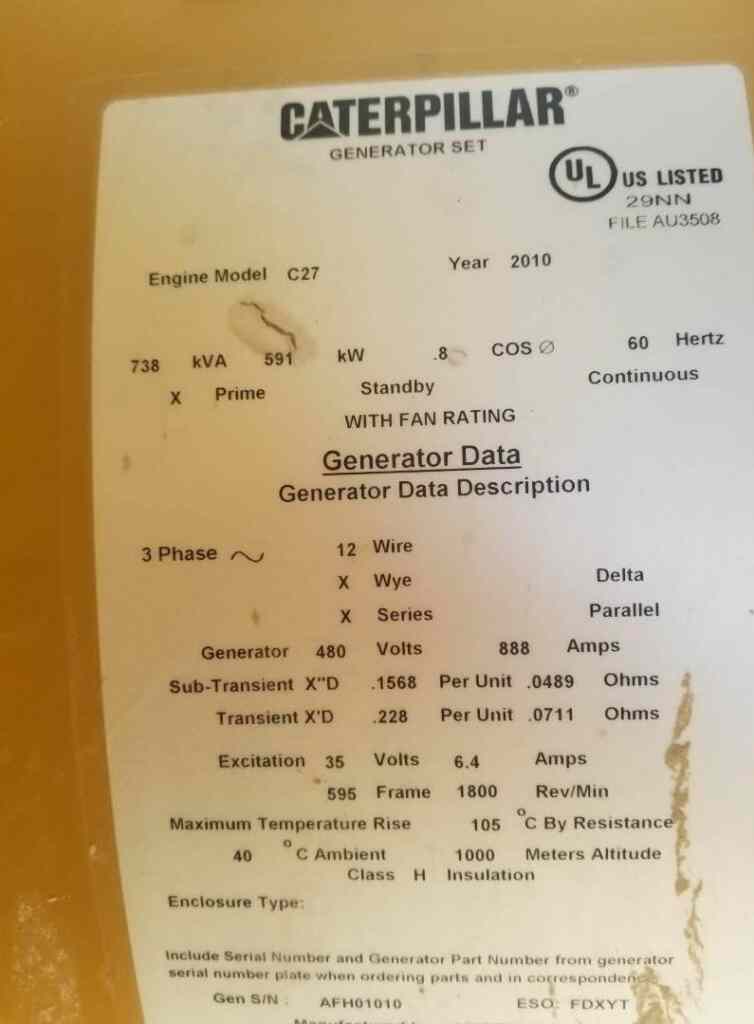 CATERPILLAR®
GENERATOR SET
UL US LISTED
29NN
FILE AU3508
Engine Model C27 Year 2010
738 kVA 591 kW .8 COS Ø 60 Hertz
X Prime Standby Continuous
WITH FAN RATING
Generator Data
Generator Data Description
3 Phase 12 Wire
X Wye Delta
X Series Parallel
Generator 480 Volts 888 Amps
Sub-Transient X"D .1568 Per Unit .0489 Ohms
Transient X'D .228 Per Unit .0711 Ohms
Excitation 35 Volts 6.4 Amps
595 Frame 1800 Rev/Min
Maximum Temperature Rise 105 °C By Resistance
40 °C Ambient 1000 Meters Altitude
Class H Insulation
Enclosure Type:
Include Serial Number and Generator Part Number from generator
serial number plate when ordering parts and in correspondence
Gen S/N : AFH01010 ESO: FDXYT